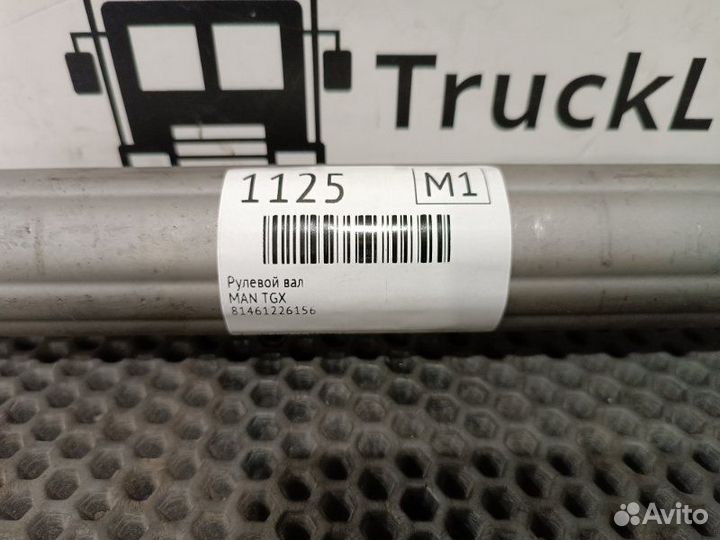 TruckL
1125 M1
Рулевой вал
MAN TGX
81461226156
Avito